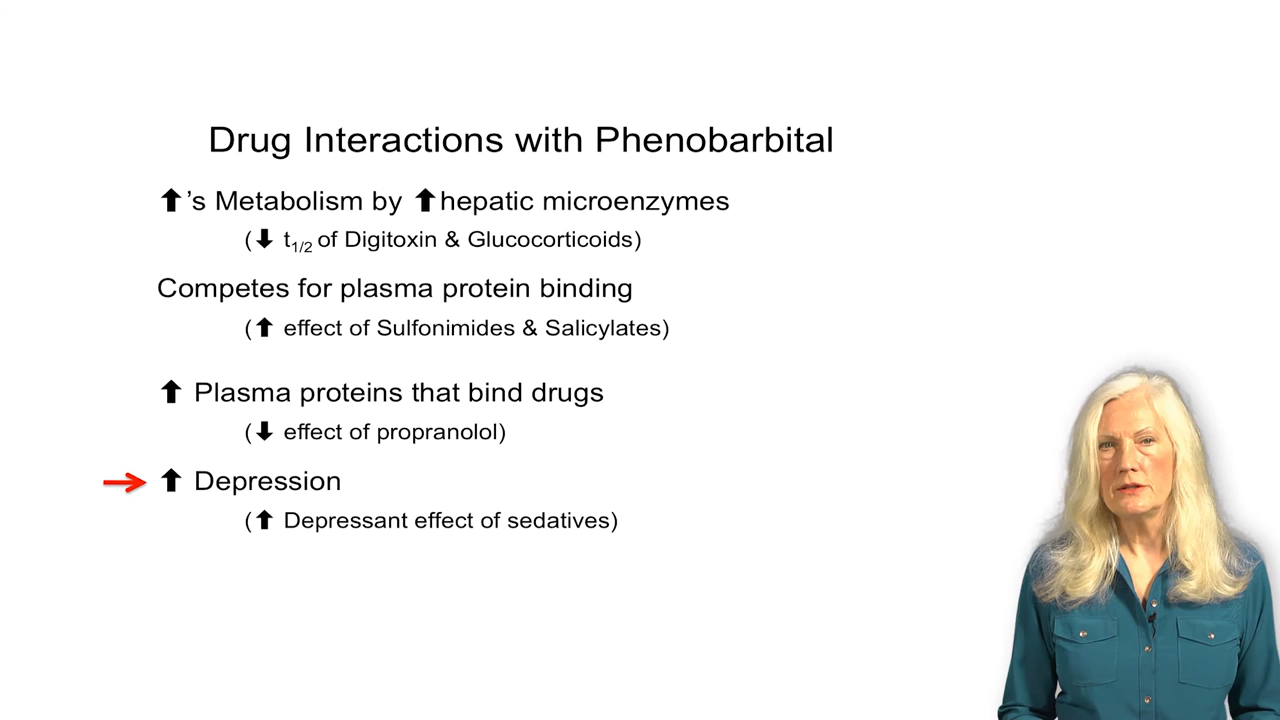 Drug Interactions with Phenobarbital
⬆'s Metabolism by ⬆hepatic microenzymes
(⬇ t1/2 of Digitoxin & Glucocorticoids)
Competes for plasma protein binding
(⬆ effect of Sulfonimides & Salicylates)
⬆ Plasma proteins that bind drugs
(⬇ effect of propranolol)
⬆ Depression
(⬆ Depressant effect of sedatives)